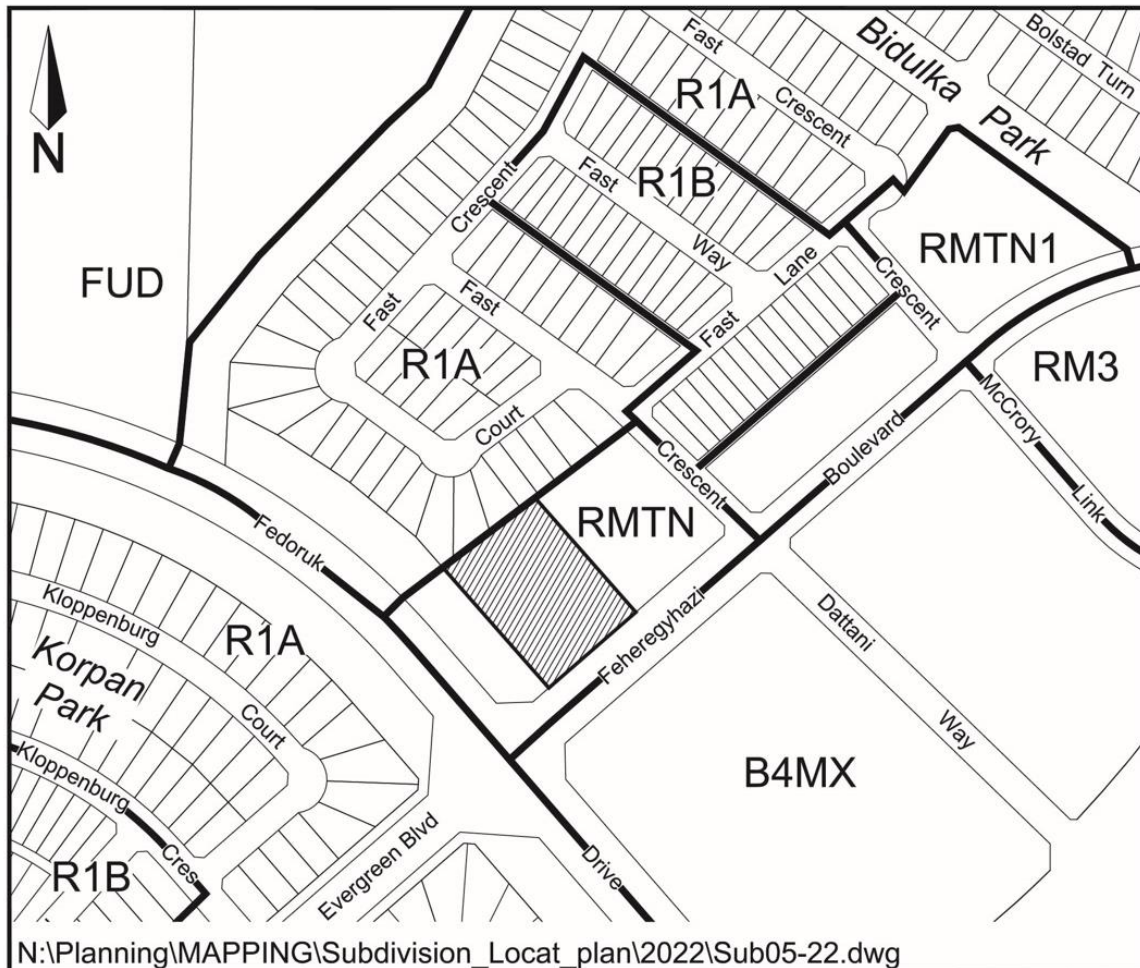 Fast
Crescent
Bidulka
Park
Bolstad Turn
N
R1A
R1B
Fast
Way
Crescent
Fast
Lane
Fast
Crescent
RMTN1
FUD
Fast
Court
R1A
RM3
McCrory
Link
Boulevard
Crescent
RMTN
Fedoruk
Feheregyhazi
Dattani
Way
Kloppenburg
Court
R1A
Korpan
Park
Kloppenburg
Cres
R1B
Evergreen Blvd
B4MX
Drive
N:\Planning\MAPPING\Subdivision_Locat_plan\2022\Sub05-22.dwg